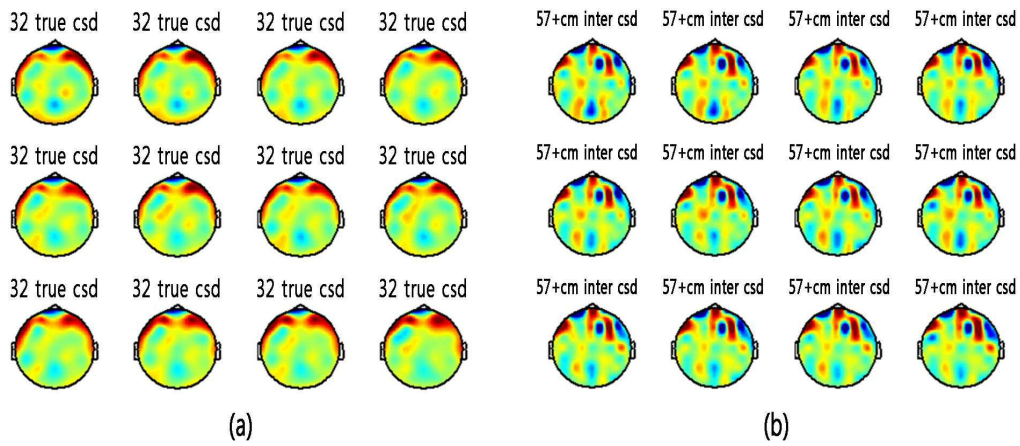 32 true csd 32 true csd 32 true csd 32 true csd
32 true csd 32 true csd 32 true csd 32 true csd
32 true csd 32 true csd 32 true csd 32 true csd
(a)
57+cm inter csd 57+cm inter csd 57+cm inter csd 57+cm inter csd
57+cm inter csd 57+cm inter csd 57+cm inter csd 57+cm inter csd
57+cm inter csd 57+cm inter csd 57+cm inter csd 57+cm inter csd
(b)